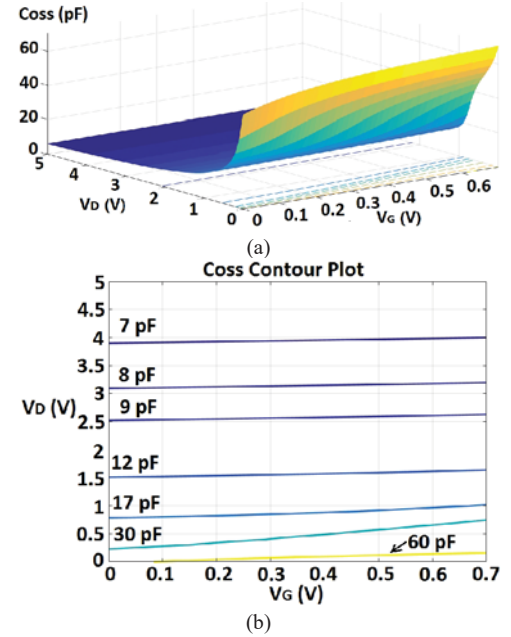 Coss (pF)
60
40
20
0
5
4
3
2
1
0
VD (V)
0
0.1
0.2
0.3
0.4
0.5
0.6
VG (V)
(a)
Coss Contour Plot
5
4.5
4
3.5
3
2.5
2
1.5
1
0.5
0
VD (V)
7 pF
8 pF
9 pF
12 pF
17 pF
30 pF
60 pF
0
0.1
0.2
0.3
0.4
0.5
0.6
0.7
VG (V)
(b)